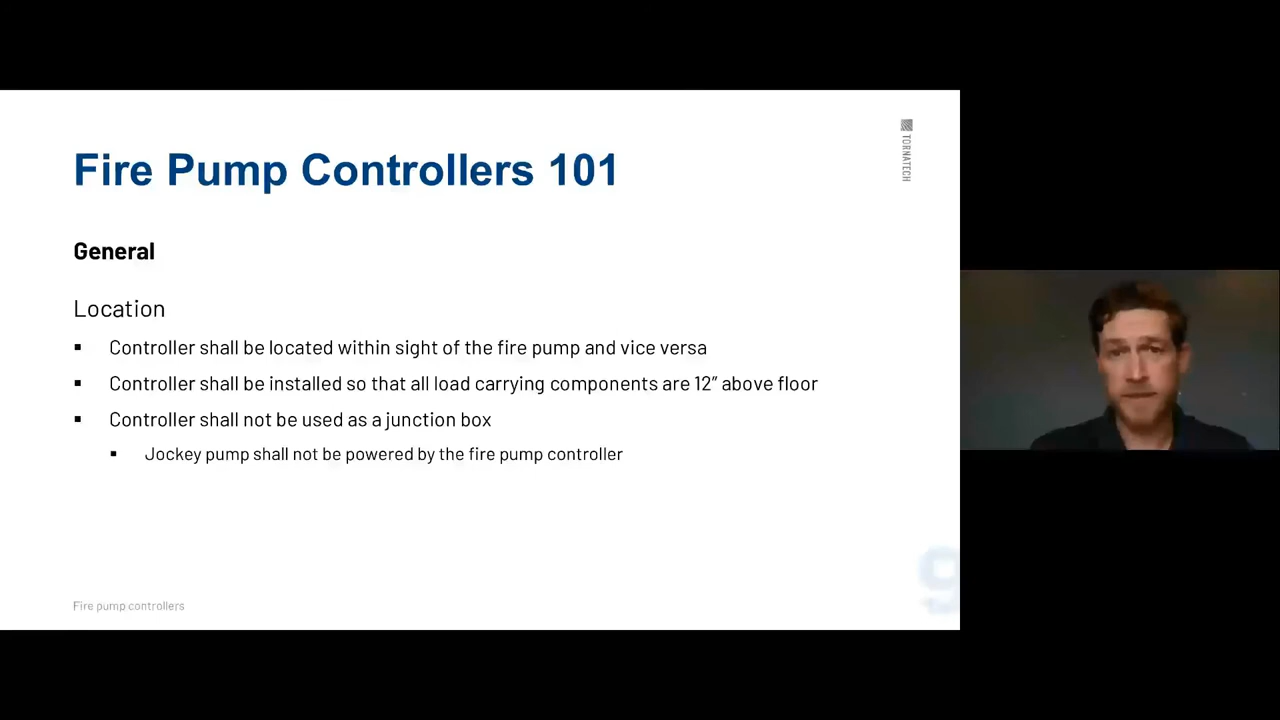 Fire Pump Controllers 101
TORNATECH
General
Location
▪ Controller shall be located within sight of the fire pump and vice versa
▪ Controller shall be installed so that all load carrying components are 12” above floor
▪ Controller shall not be used as a junction box
▪ Jockey pump shall not be powered by the fire pump controller
Fire pump controllers
9